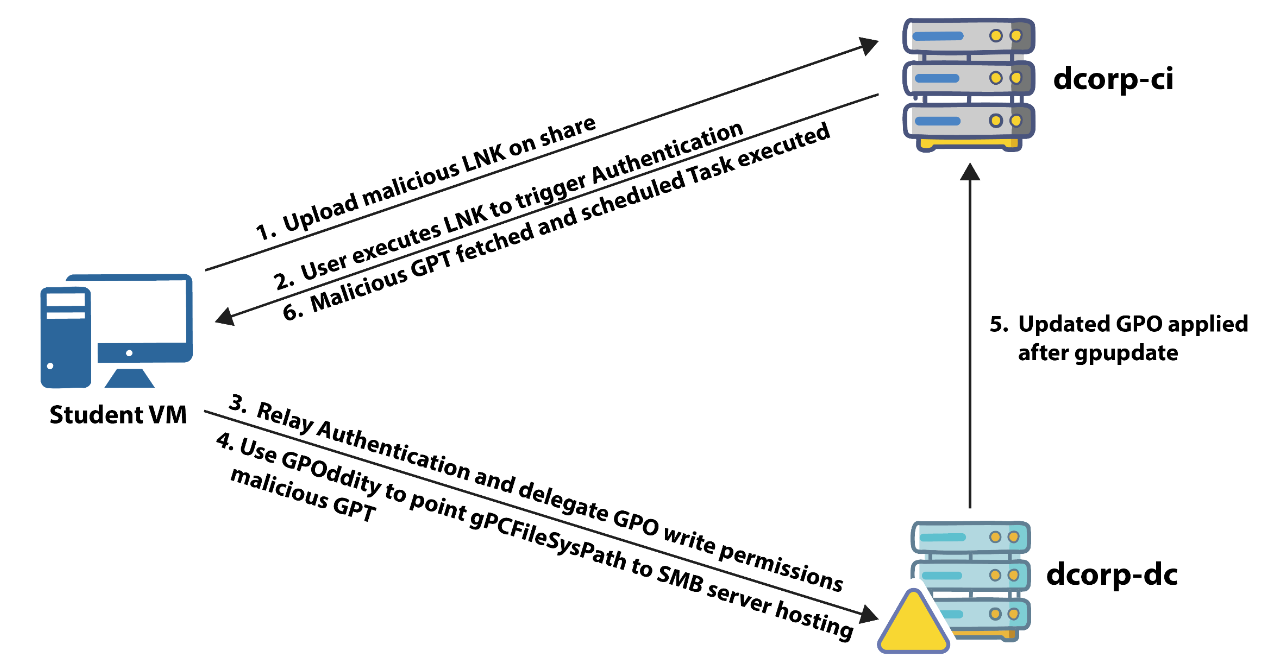 dcorp-ci
1. Upload malicious LNK on share
2. User executes LNK to trigger Authentication
6. Malicious GPT fetched and scheduled Task executed
5. Updated GPO applied
after gpupdate
Student VM
3. Relay Authentication and delegate GPO write permissions
4. Use GPOddity to point gPCFileSysPath to SMB server hosting
malicious GPT
dcorp-dc